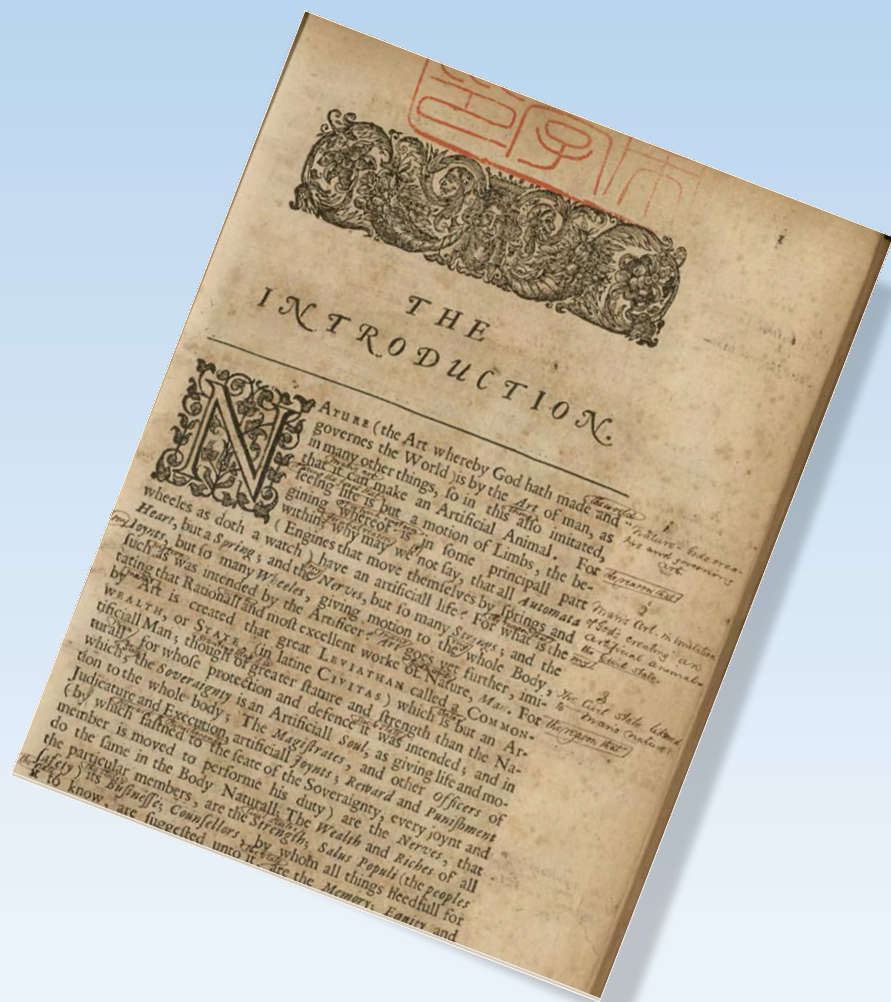 THE
INTRODUCTION.
NATURE (the Art whereby God hath made and
governes the World) is by the Art of man, as
in many other things, so in this also imitated,
that it can make an Artificial Animal. For
seeing life is but a motion of Limbs, the be-
gining whereof is in some principall part
within; why may we not say, that all Automata
(Engines that move themselves by springs and
wheeles as doth a watch) have an artificiall life? For what is the
Heart, but a Spring; and the Nerves, but so many Strings; and the
Joynts, but so many Wheeles, giving motion to the whole Body,
such as was intended by the Artificer? Art goes yet further, imi-
tating that Rationall and most excellent worke of Nature, Man. For
by Art is created that great LEVIATHAN called a COMMON-
WEALTH, or STATE, (in latine CIVITAS) which is but an Ar-
tificiall Man; though of greater stature and strength than the Na-
turall, for whose protection and defence it was intended; and in
which, the Soveraignty is an Artificiall Soul, as giving life and mo-
tion to the whole body; The Magistrates, and other Officers of
Judicature and Execution, artificiall Joynts; Reward and Punishment
(by which fastned to the seate of the Soveraignty, every joynt and
member is moved to performe his duty) are the Nerves, that
do the same in the Body Naturall; The Wealth and Riches of all
the particular members, are the Strength; Salus Populi (the peoples
safety) its Businesse; Counsellors, by whom all things needfull for
it to know, are suggested unto it, are the Memory; Equity and